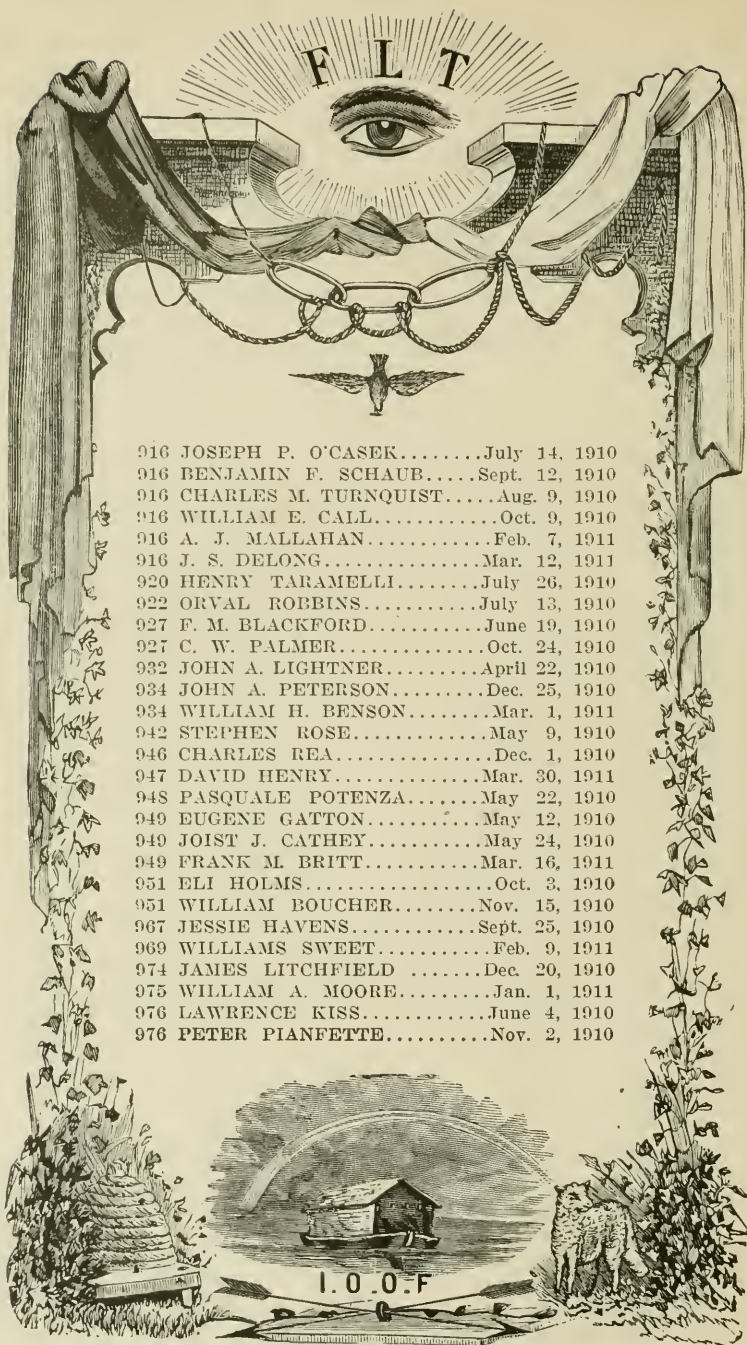 F L T
916 JOSEPH P. O'CASEK........July 14, 1910
916 BENJAMIN F. SCHAUB.....Sept. 12, 1910
916 CHARLES M. TURNQUIST.....Aug. 9, 1910
916 WILLIAM E. CALL...........Oct. 9, 1910
916 A. J. MALLAHAN...........Feb. 7, 1911
916 J. S. DELONG.............Mar. 12, 1911
920 HENRY TARAMELLI.........July 26, 1910
922 ORVAL ROBBINS...........July 13, 1910
927 F. M. BLACKFORD..........June 19, 1910
927 C. W. PALMER.............Oct. 24, 1910
932 JOHN A. LIGHTNER........April 22, 1910
934 JOHN A. PETERSON........Dec. 25, 1910
934 WILLIAM H. BENSON........Mar. 1, 1911
942 STEPHEN ROSE.............May 9, 1910
946 CHARLES REA..............Dec. 1, 1910
947 DAVID HENRY.............Mar. 30, 1911
948 PASQUALE POTENZA.......May 22, 1910
949 EUGENE GATTON..........May 12, 1910
949 JOIST J. CATHEY..........May 24, 1910
949 FRANK M. BRITT..........Mar. 16, 1911
951 ELI HOLMS.................Oct. 3, 1910
951 WILLIAM BOUCHER........Nov. 15, 1910
967 JESSIE HAVENS...........Sept. 25, 1910
969 WILLIAMS SWEET..........Feb. 9, 1911
974 JAMES LITCHFIELD .......Dec. 20, 1910
975 WILLIAM A. MOORE.........Jan. 1, 1911
976 LAWRENCE KISS............June 4, 1910
976 PETER PIANFETTE..........Nov. 2, 1910
I.O.O.F